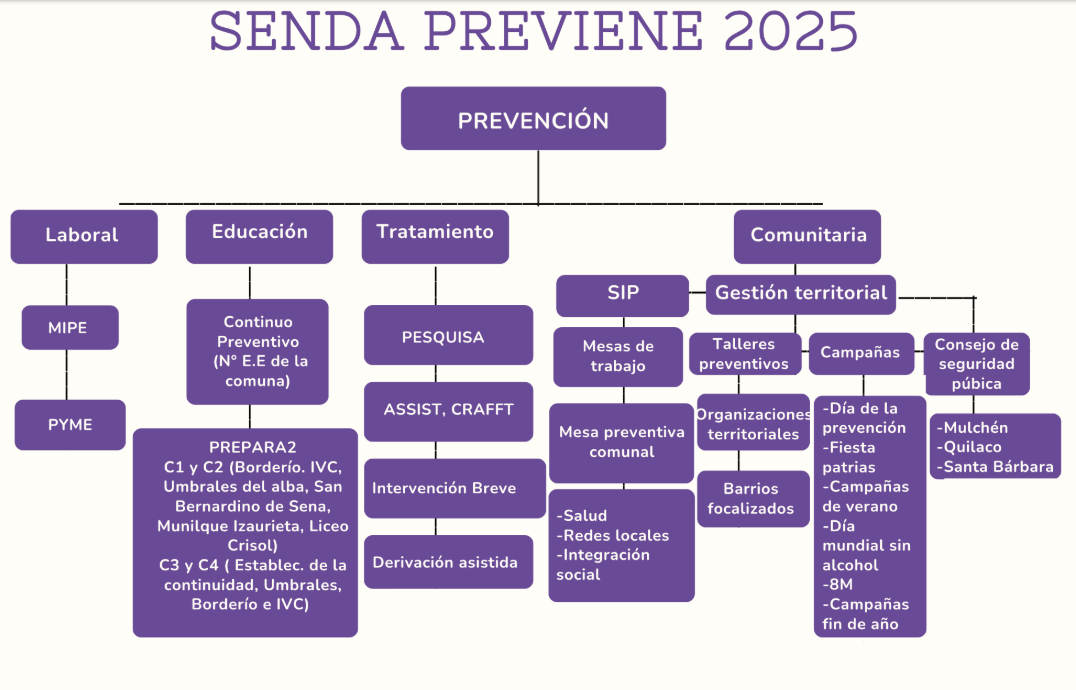 SENDA PREVIENE 2025
PREVENCIÓN
Laboral
MIPE
PYME
Educación
Continuo
Preventivo
(N° E.E de la
comuna)
PREPARA2
C1 y C2 (Borderío. IVC,
Umbrales del alba, San
Bernardino de Sena,
Munilque Izaurieta, Liceo
Crisol)
C3 y C4 ( Establec. de la
continuidad, Umbrales,
Borderío e IVC)
Tratamiento
PESQUISA
ASSIST, CRAFFT
Intervención Breve
Derivación asistida
Comunitaria
SIP
Mesas de
trabajo
Mesa preventiva
comunal
-Salud
-Redes locales
-Integración
social
Gestión territorial
Talleres
preventivos
Organizaciones
territoriales
Barrios
focalizados
Campañas
-Día de la
prevención
-Fiesta
patrias
-Campañas
de verano
-Día
mundial sin
alcohol
-8M
-Campañas
fin de año
Consejo de
seguridad
púbica
-Mulchén
-Quilaco
-Santa Bárbara